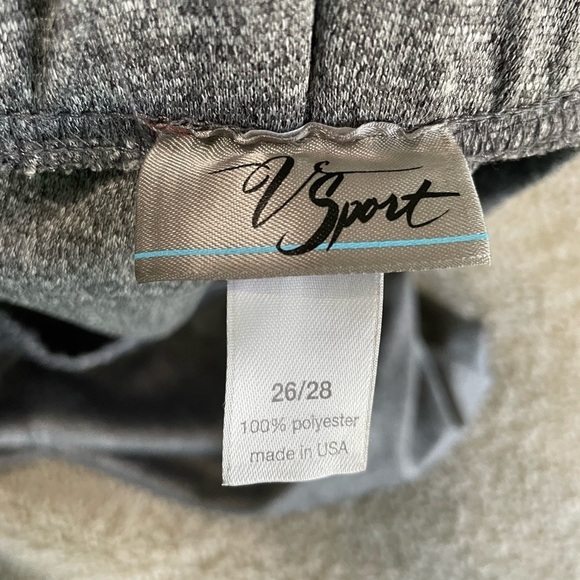 V Sport
26/28
100% polyester
made in USA